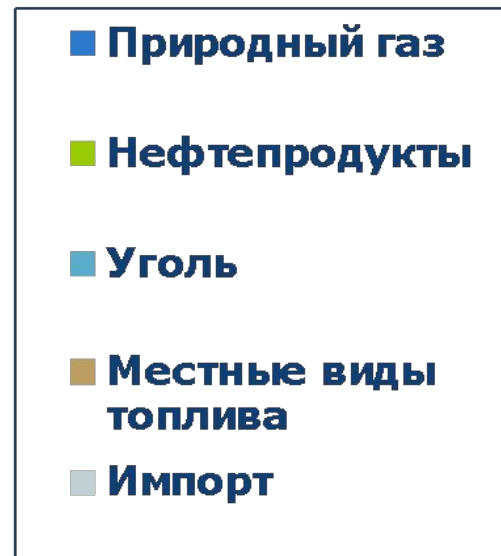 Природный газ
Нефтепродукты
Уголь
Местные виды
топлива
Импорт